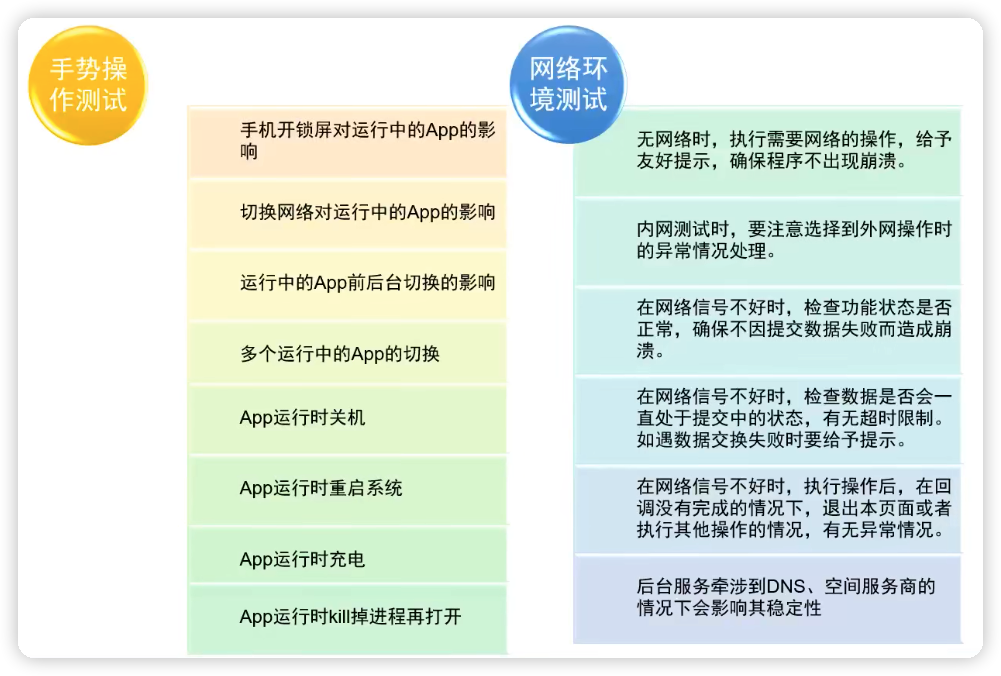 手势操
作测试
手机开锁屏对运行中的App的影
响
切换网络对运行中的App的影响
运行中的App前后台切换的影响
多个运行中的App的切换
App运行时关机
App运行时重启系统
App运行时充电
App运行时kill掉进程再打开
网络环
境测试
无网络时，执行需要网络的操作，给予
友好提示，确保程序不出现崩溃。
内网测试时，要注意选择到外网操作时
的异常情况处理。
在网络信号不好时，检查功能状态是否
正常，确保不因提交数据失败而造成崩
溃。
在网络信号不好时，检查数据是否会一
直处于提交中的状态，有无超时限制。
如遇数据交换失败时要给予提示。
在网络信号不好时，执行操作后，在回
调没有完成的情况下，退出本页面或者
执行其他操作的情况，有无异常情况。
后台服务牵涉到DNS、空间服务商的
情况下会影响其稳定性